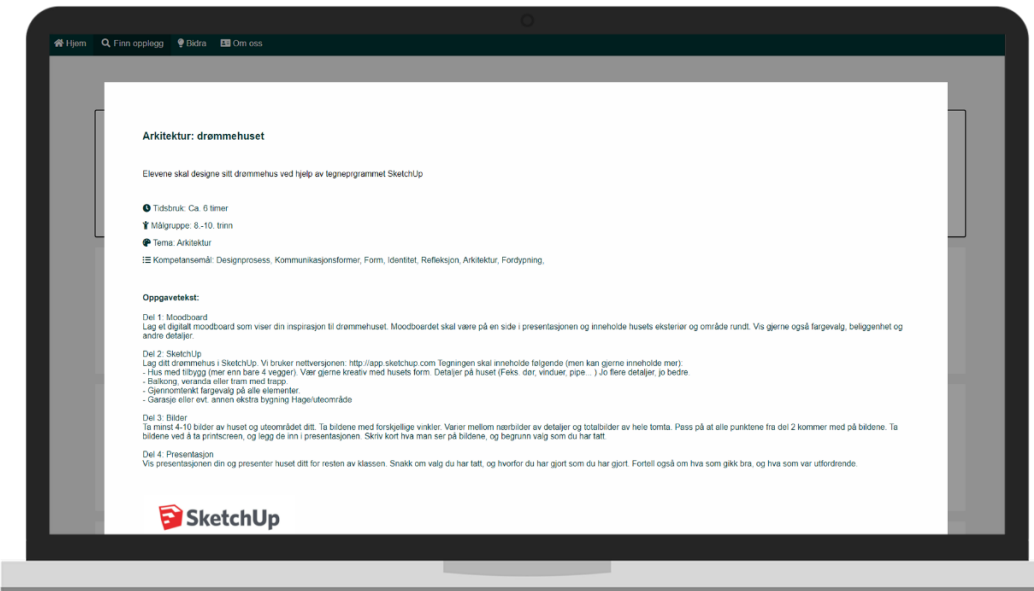 Hjem Finn opplegg Bidra Om oss
Arkitektur: drømmehuset
Elevene skal designe sitt drømmehus ved hjelp av tegneprgrammet SketchUp
Tidsbruk: Ca. 6 timer
Målgruppe: 8.-10. trinn
Tema: Arkitektur
Kompetansemål: Designprosess, Kommunikasjonsformer, Form, Identitet, Refleksjon, Arkitektur, Fordypning,
Oppgavetekst:
Del 1: Moodboard
Lag et digitalt moodboard som viser din inspirasjon til drømmehuset. Moodboardet skal være på en side i presentasjonen og inneholde husets eksteriør og område rundt. Vis gjerne også fargevalg, beliggenhet og
andre detaljer.
Del 2: SketchUp
Lag ditt drømmehus i SketchUp. Vi bruker nettversjonen: http://app.sketchup.com Tegningen skal inneholde følgende (men kan gjerne inneholde mer):
- Hus med tilbygg (mer enn bare 4 vegger). Vær gjerne kreativ med husets form. Detaljer på huset (Feks. dør, vinduer, pipe... ) Jo flere detaljer, jo bedre.
- Balkong, veranda eller tram med trapp.
- Gjennomtenkt fargevalg på alle elementer.
- Garasje eller evt. annen ekstra bygning Hage/uteområde
Del 3: Bilder
Ta minst 4-10 bilder av huset og uteområdet ditt. Ta bildene med forskjellige vinkler. Varier mellom nærbilder av detaljer og totalbilder av hele tomta. Pass på at alle punktene fra del 2 kommer med på bildene. Ta
bildene ved å ta printscreen, og legg de inn i presentasjonen. Skriv kort hva man ser på bildene, og begrunn valg som du har tatt.
Del 4: Presentasjon
Vis presentasjonen din og presenter huset ditt for resten av klassen. Snakk om valg du har tatt, og hvorfor du har gjort som du har gjort. Fortell også om hva som gikk bra, og hva som var utfordrende.
SketchUp